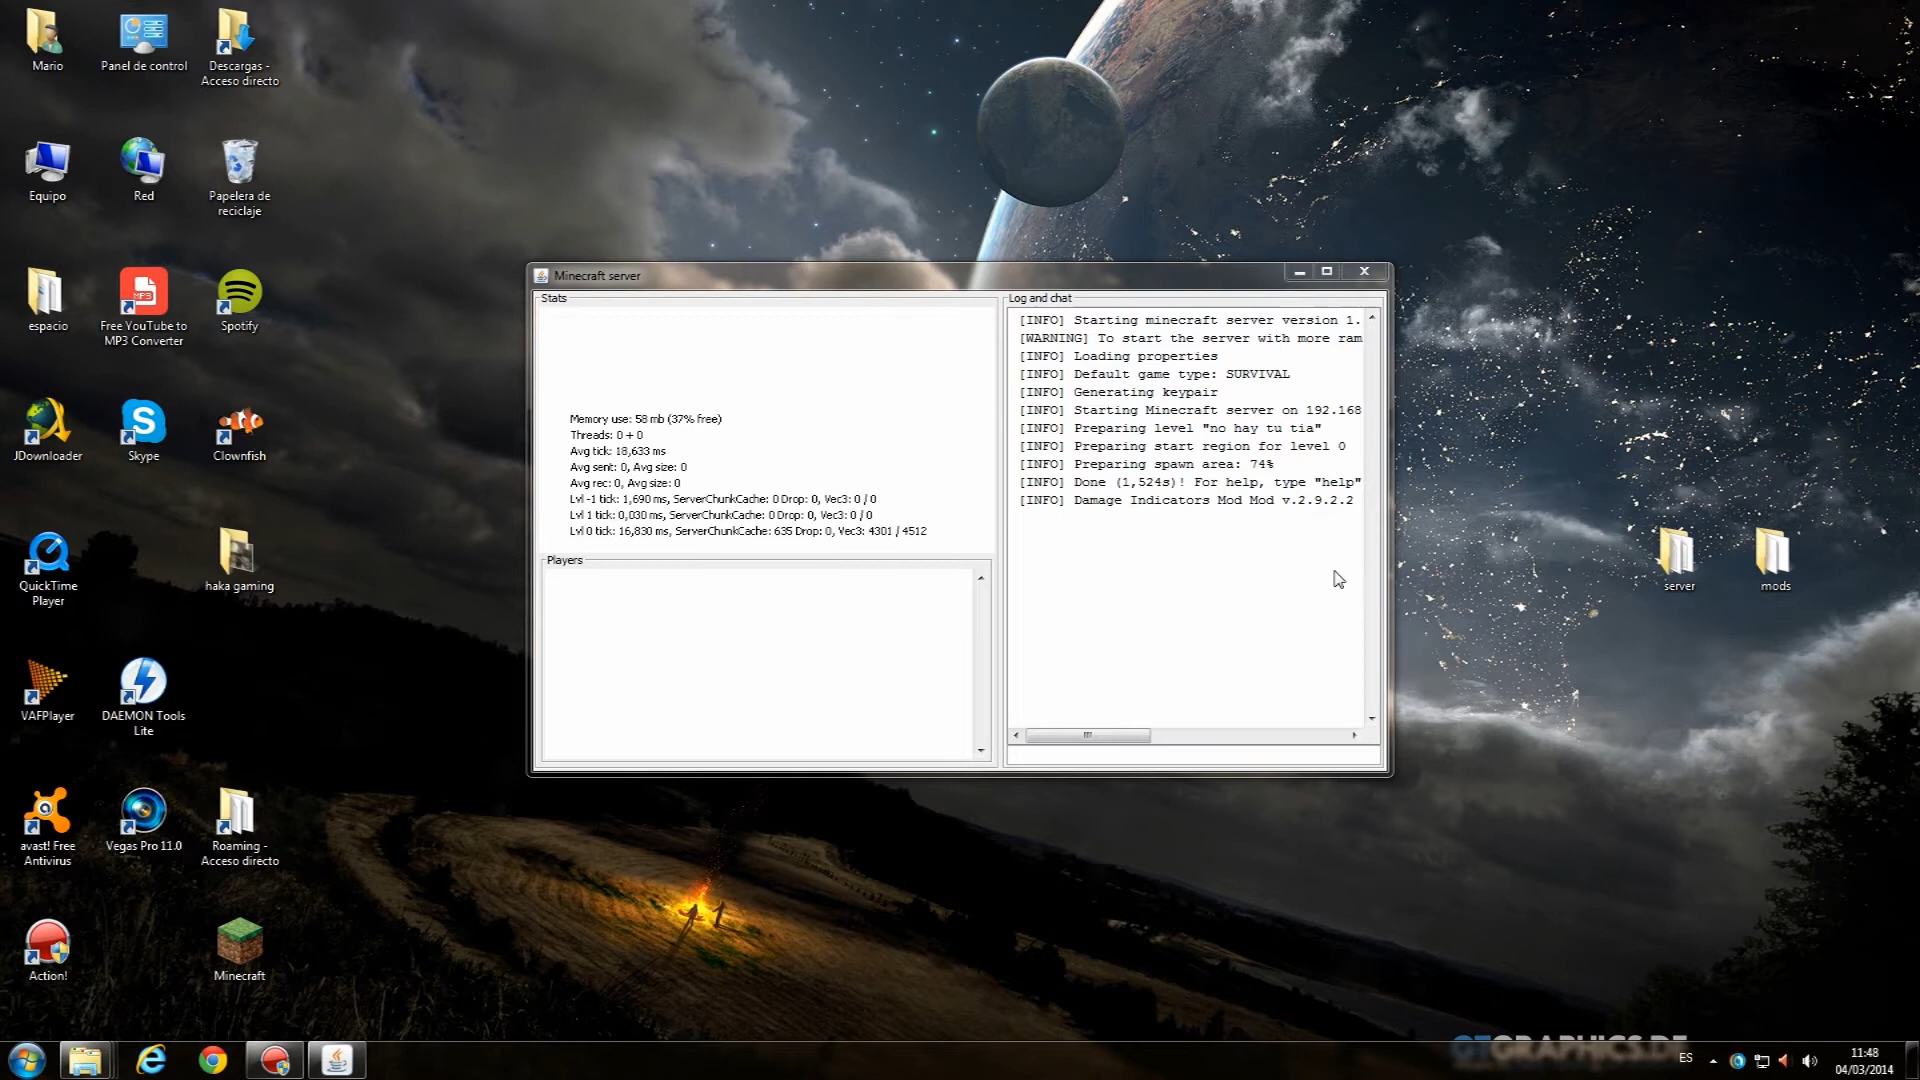 Mario
Panel de control
Descargas -
Acceso directo
Equipo
Red
Papelera de
reciclaje
espacio
Free YouTube to
MP3 Converter
MP3
Spotify
JDownloader
Skype
Clownfish
QuickTime
Player
haka gaming
VAFPlayer
DAEMON Tools
Lite
avast! Free
Antivirus
Vegas Pro 11.0
Roaming -
Acceso directo
Action!
Minecraft
Minecraft server
Stats
Memory use: 58 mb (37% free)
Threads: 0 + 0
Avg tick: 18,633 ms
Avg sent: 0, Avg size: 0
Avg rec: 0, Avg size: 0
Lvl -1 tick: 1,690 ms, ServerChunkCache: 0 Drop: 0, Vec3: 0 / 0
Lvl 1 tick: 0,030 ms, ServerChunkCache: 0 Drop: 0, Vec3: 0 / 0
Lvl 0 tick: 16,830 ms, ServerChunkCache: 635 Drop: 0, Vec3: 4301 / 4512
Players
Log and chat
[INFO] Starting minecraft server version 1.
[WARNING] To start the server with more ram
[INFO] Loading properties
[INFO] Default game type: SURVIVAL
[INFO] Generating keypair
[INFO] Starting Minecraft server on 192.168
[INFO] Preparing level "no hay tu tia"
[INFO] Preparing start region for level 0
[INFO] Preparing spawn area: 74%
[INFO] Done (1,524s)! For help, type "help"
[INFO] Damage Indicators Mod Mod v.2.9.2.2
server
mods
GTGRAPHICS.DE
ES
11:48
04/03/2014